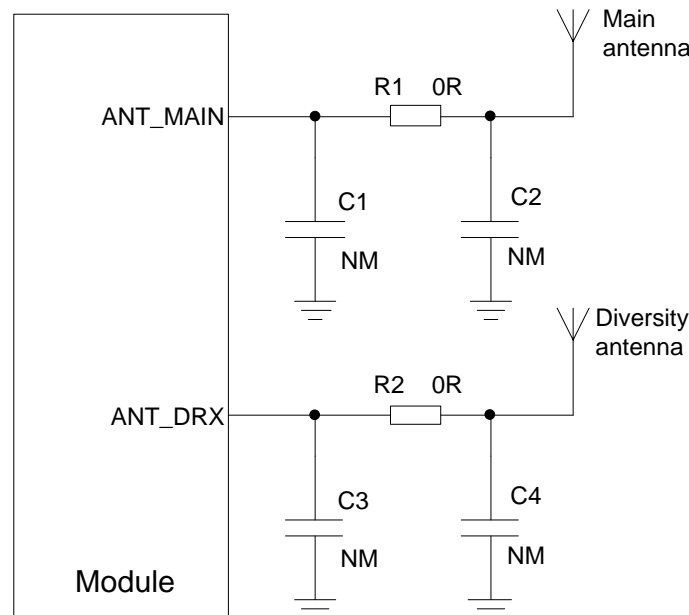 Main
antenna
R1 0R
ANT_MAIN
C1 C2
NM NM
Diversity
antenna
R2 0R
ANT_DRX
C3 C4
NM NM
Module